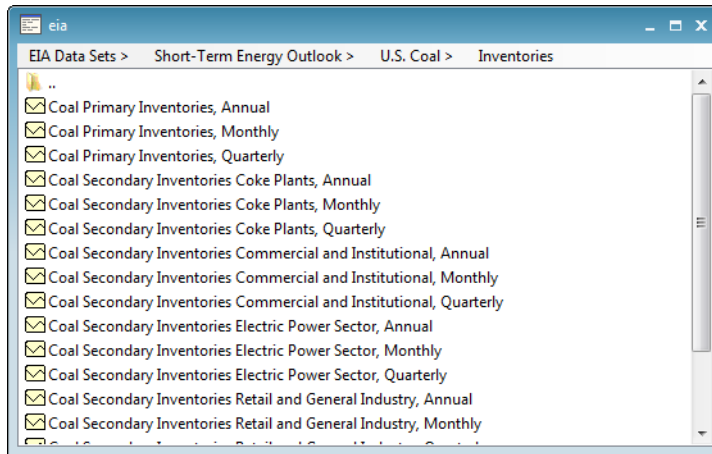 eia
EIA Data Sets > Short-Term Energy Outlook > U.S. Coal > Inventories
..
Coal Primary Inventories, Annual
Coal Primary Inventories, Monthly
Coal Primary Inventories, Quarterly
Coal Secondary Inventories Coke Plants, Annual
Coal Secondary Inventories Coke Plants, Monthly
Coal Secondary Inventories Coke Plants, Quarterly
Coal Secondary Inventories Commercial and Institutional, Annual
Coal Secondary Inventories Commercial and Institutional, Monthly
Coal Secondary Inventories Commercial and Institutional, Quarterly
Coal Secondary Inventories Electric Power Sector, Annual
Coal Secondary Inventories Electric Power Sector, Monthly
Coal Secondary Inventories Electric Power Sector, Quarterly
Coal Secondary Inventories Retail and General Industry, Annual
Coal Secondary Inventories Retail and General Industry, Monthly